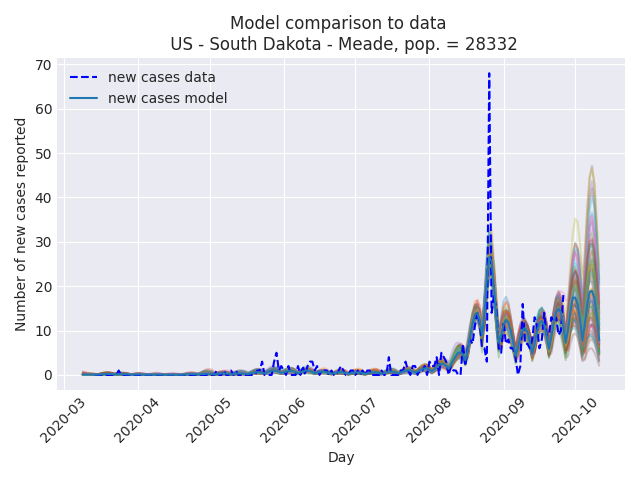 Model comparison to data
US - South Dakota - Meade, pop. = 28332
new cases data
new cases model
Number of new cases reported
70
60
50
40
30
20
10
0
2020-03
2020-04
2020-05
2020-06
2020-07
2020-08
2020-09
2020-10
Day